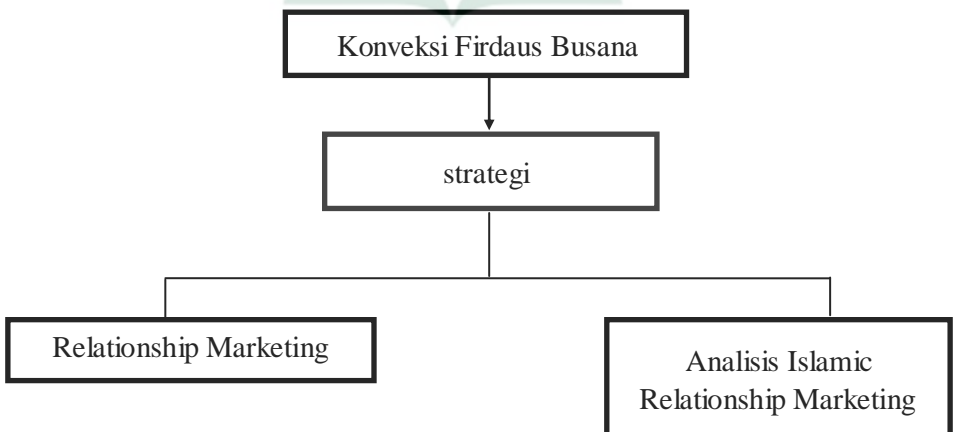 Konveksi Firdaus Busana
strategi
Relationship Marketing
Analisis Islamic
Relationship Marketing